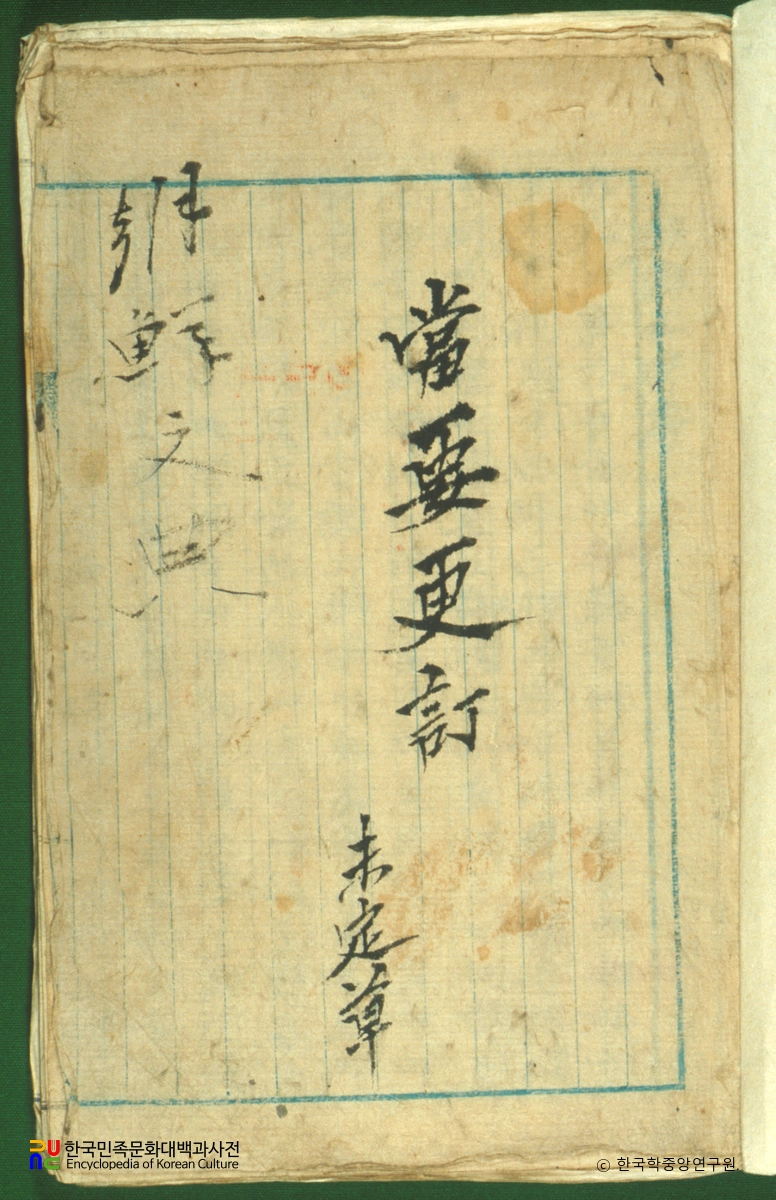 當要更訂
未定草
朝鮮文典
한국민족문화대백과사전
Encyclopedia of Korean Culture
ⓒ 한국학중앙연구원